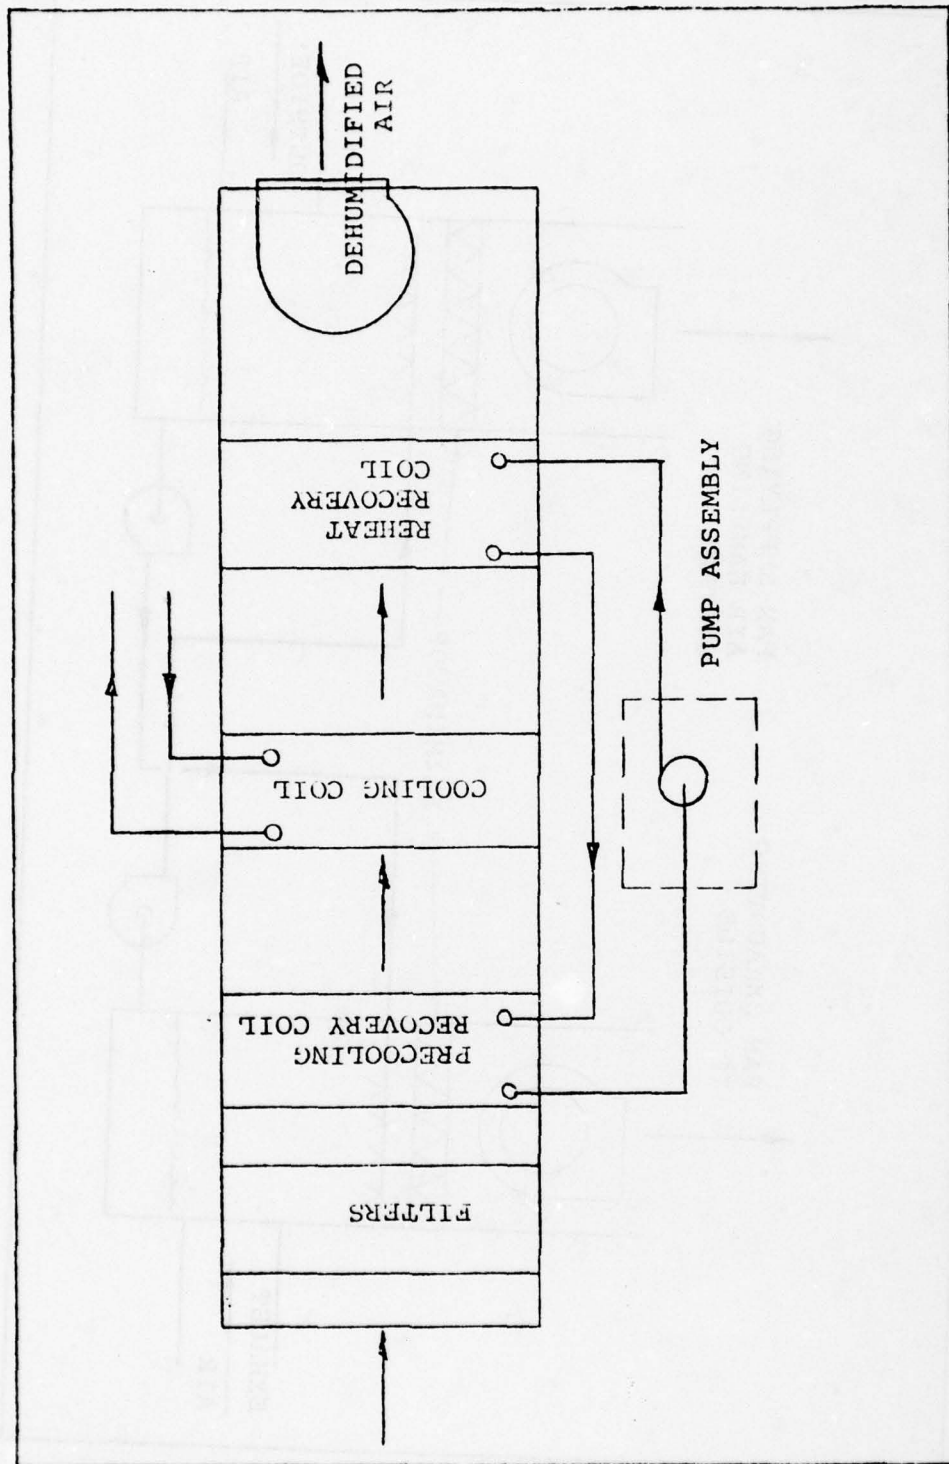 DEHUMIDIFIED
AIR
REHEAT
RECOVERY
COIL
COOLING COIL
PRECOOLING
RECOVERY COIL
FILTERS
PUMP ASSEMBLY